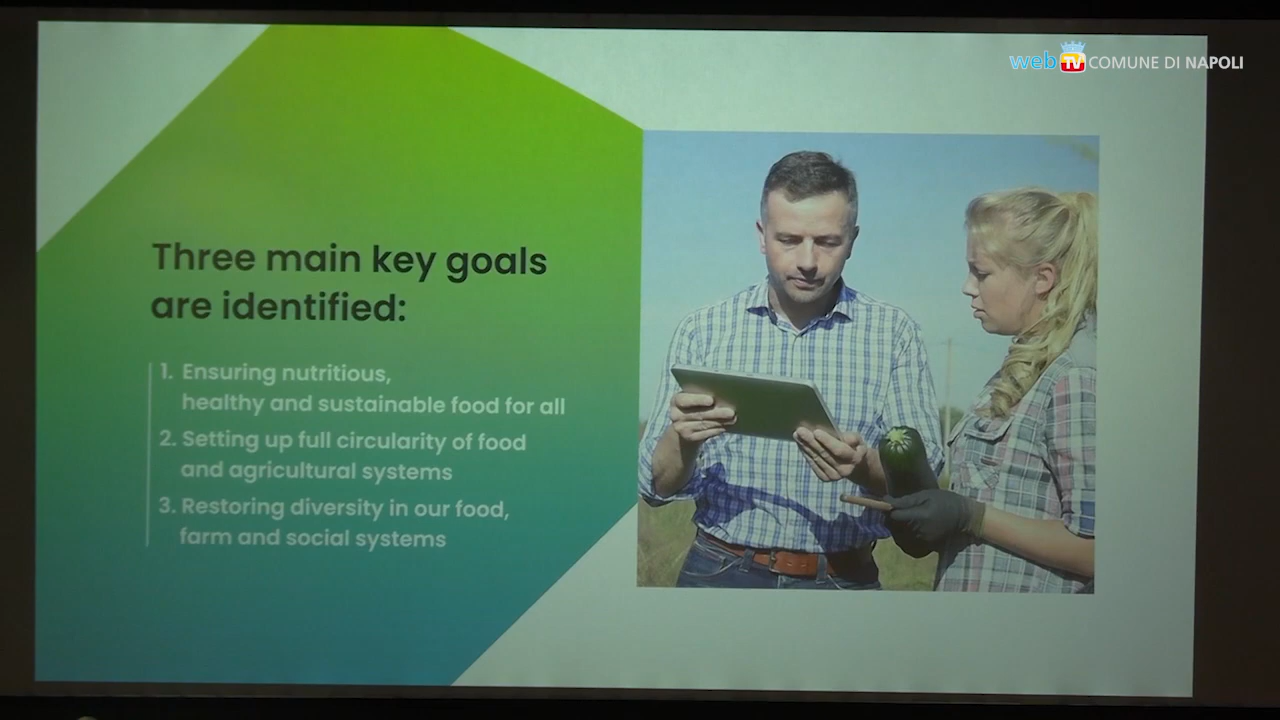 web TV COMUNE DI NAPOLI
Three main key goals
are identified:
1. Ensuring nutritious,
healthy and sustainable food for all
2. Setting up full circularity of food
and agricultural systems
3. Restoring diversity in our food,
farm and social systems